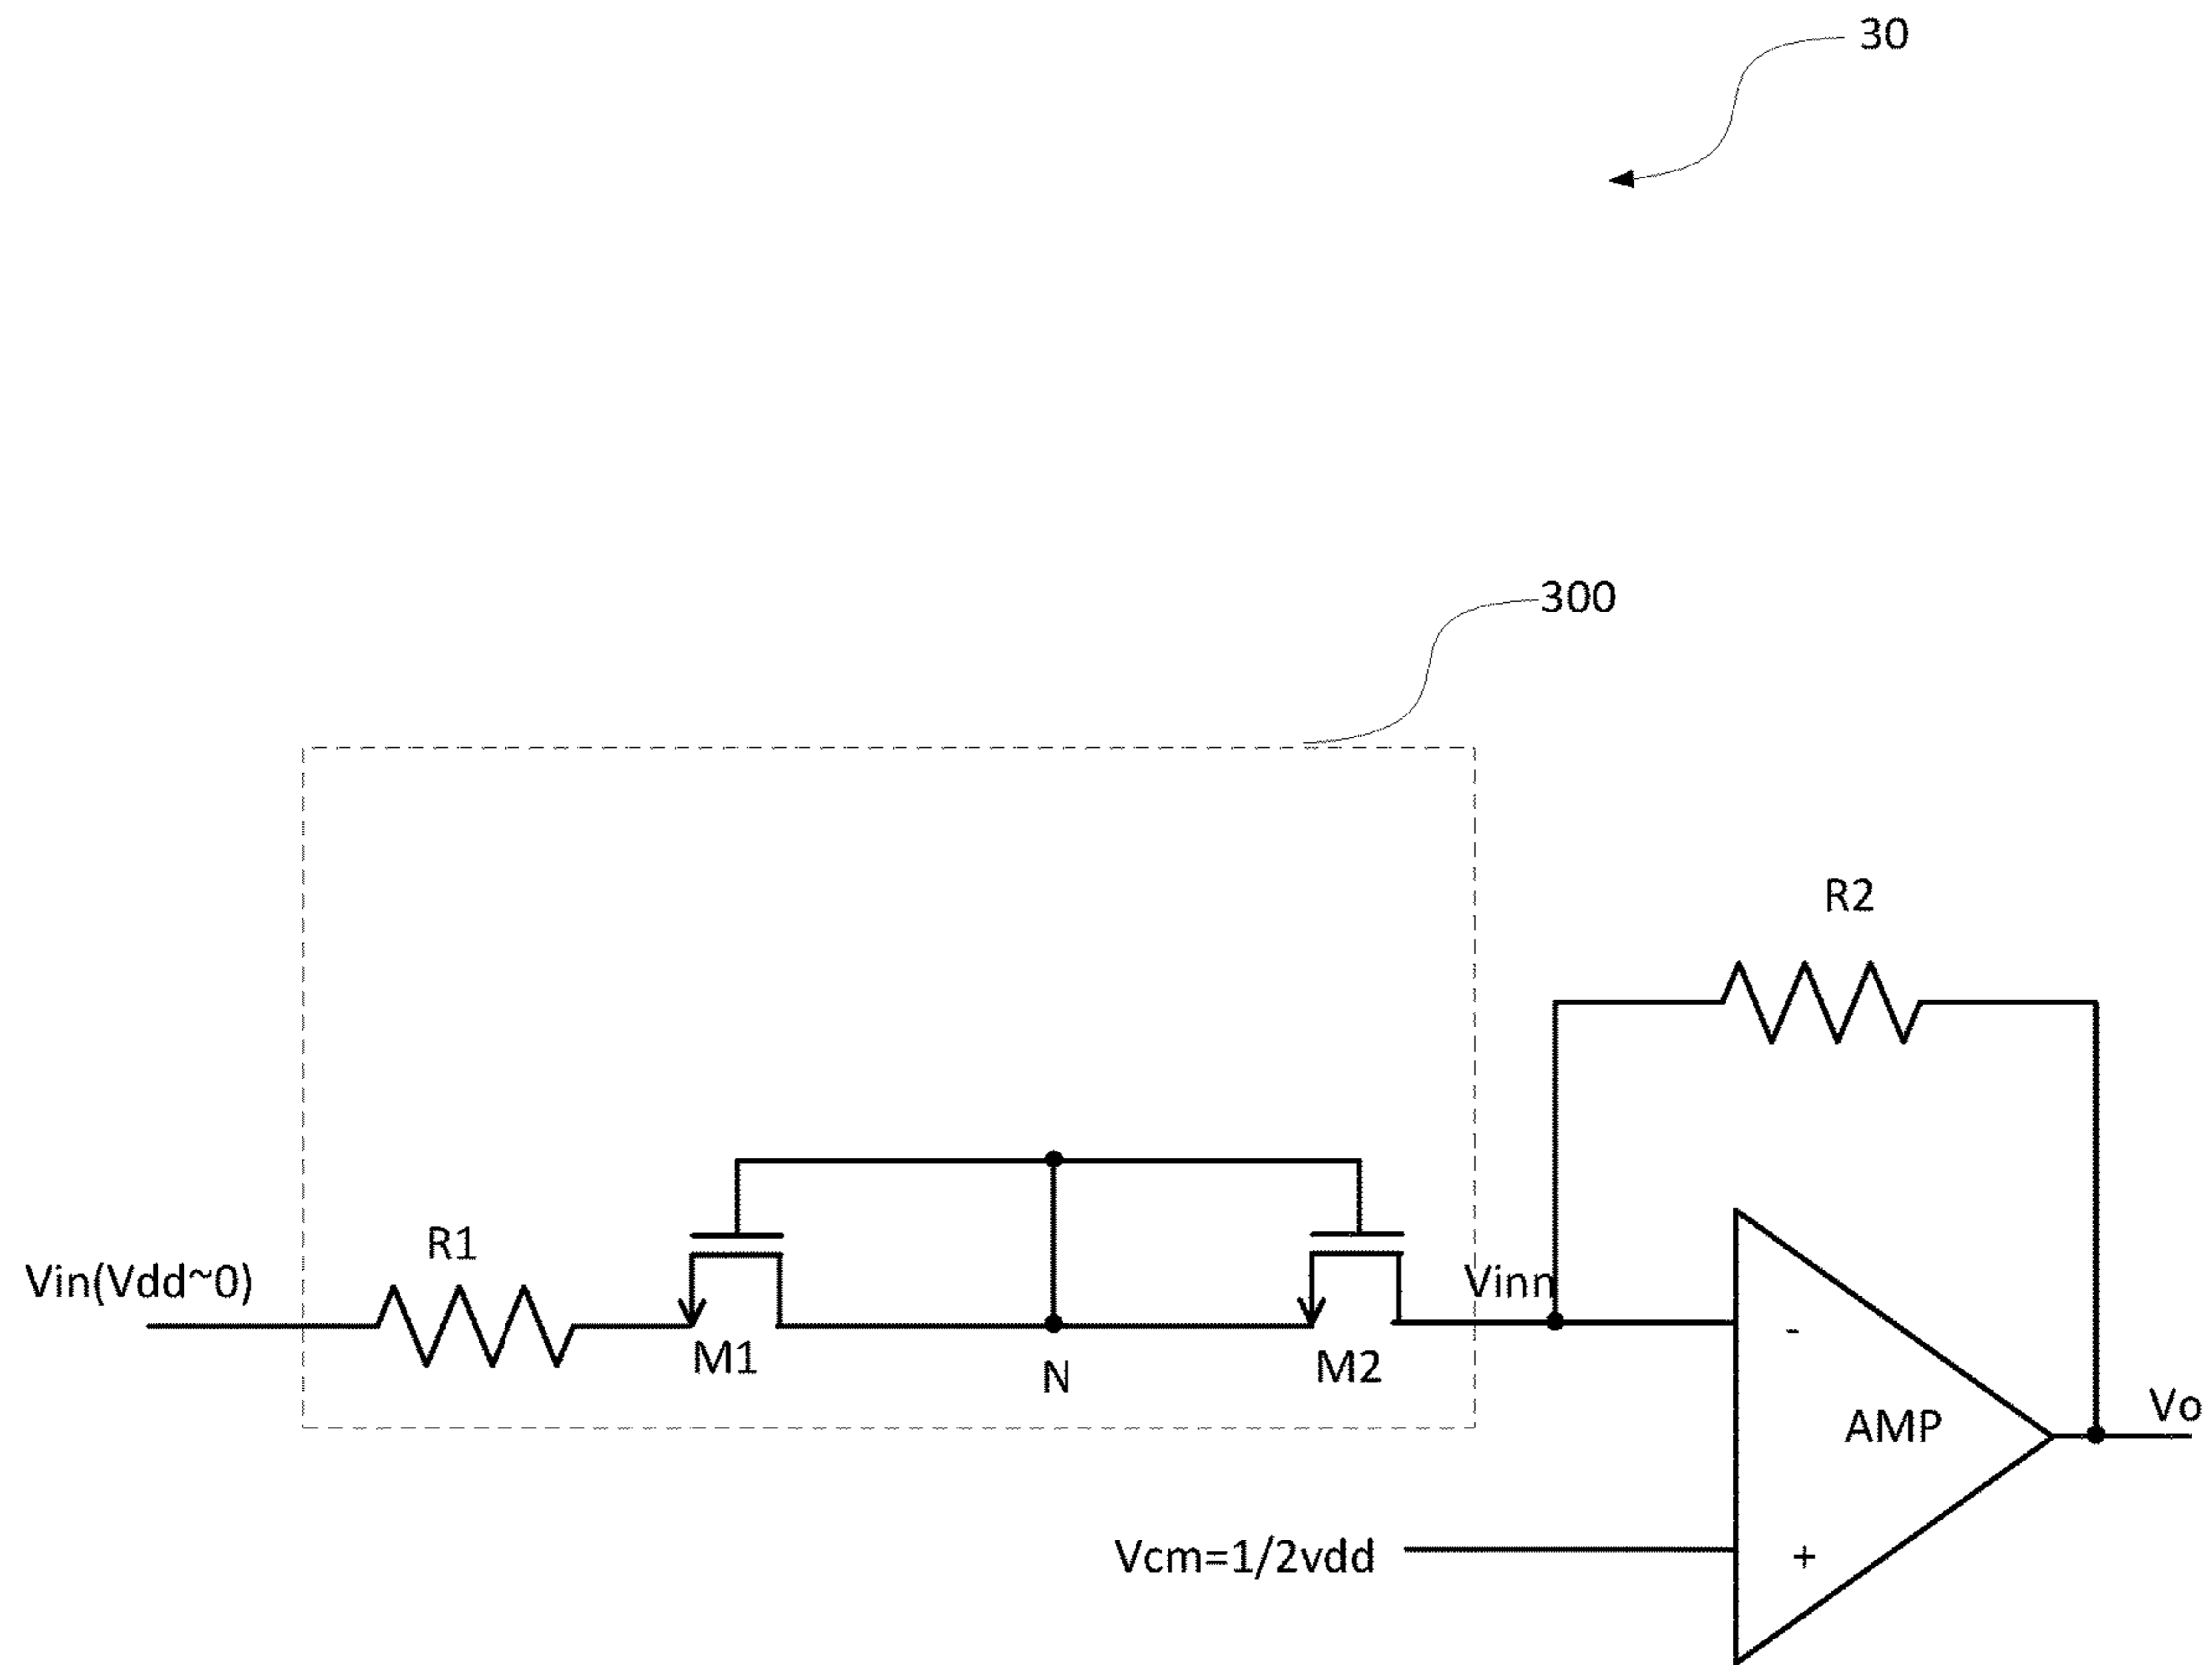 30
300
R2
R1
Vin(Vdd~0)
Vinn
M1
N
M2
-
AMP
Vo
Vcm=1/2vdd
+